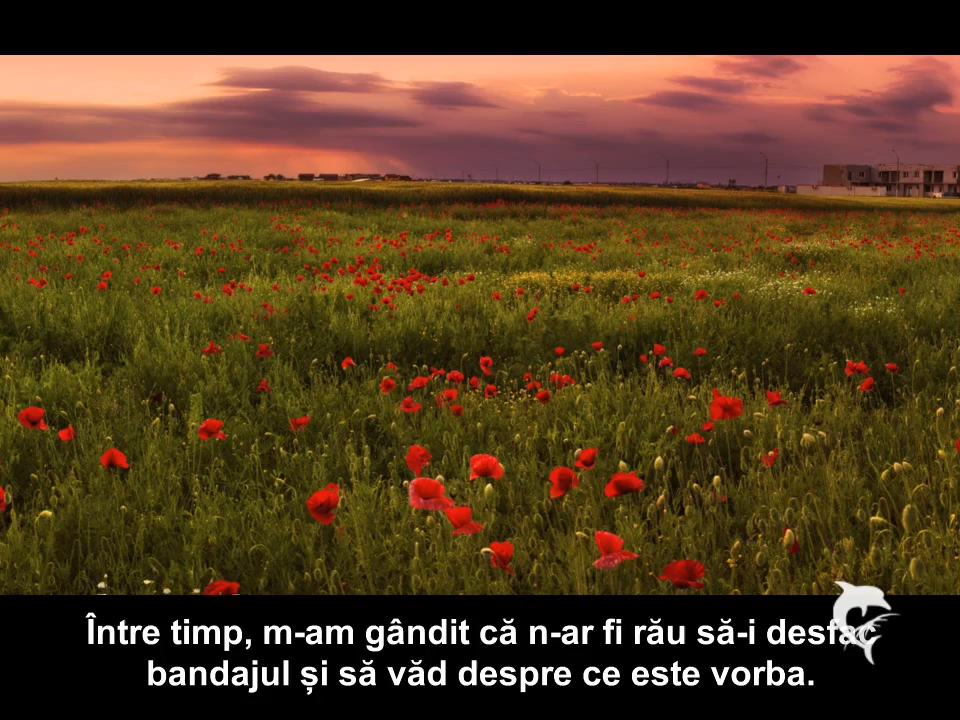 Între timp, m-am gândit că n-ar fi rău să-i desfac
bandajul și să văd despre ce este vorba.